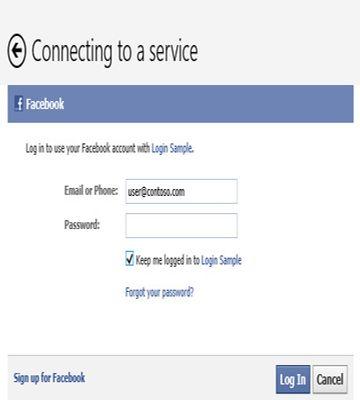 Connecting to a service
f Facebook
Log in to use your Facebook account with Login Sample.
Email or Phone: user@contoso.com
Password:
Keep me logged in to Login Sample
Forgot your password?
Sign up for Facebook Log In Cancel